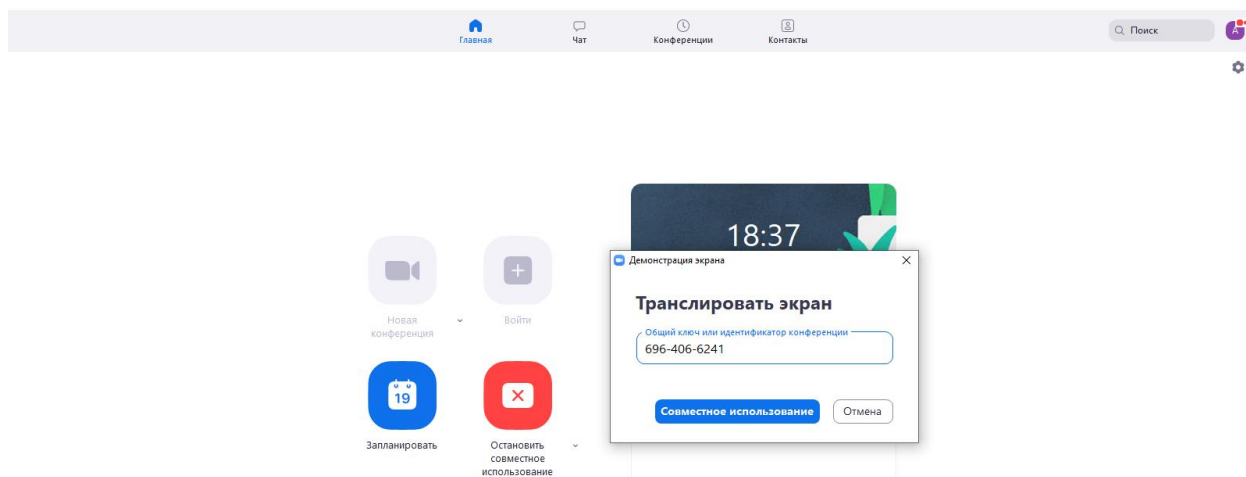 Главная
Чат
Конференции
Контакты
Поиск
A
18:37
Демонстрация экрана
Транслировать экран
Общий ключ или идентификатор конференции
696-406-6241
Совместное использование
Отмена
Новая
конференция
Войти
19
Запланировать
Остановить
совместное
использование